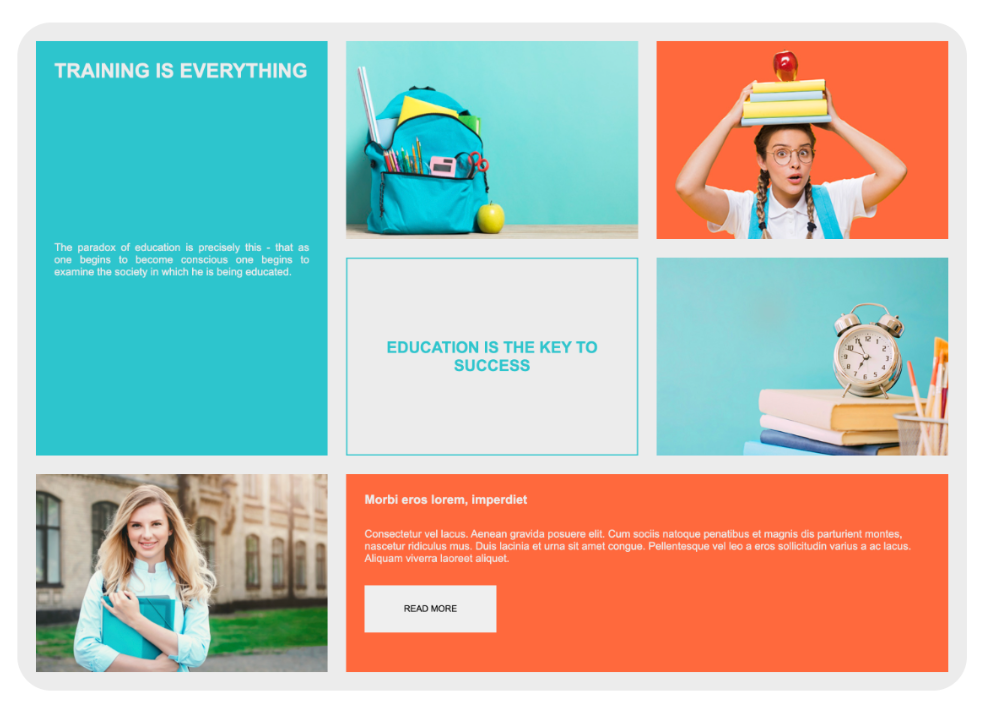 TRAINING IS EVERYTHING
The paradox of education is precisely this - that as
one begins to become conscious one begins to
examine the society in which he is being educated.
EDUCATION IS THE KEY TO
SUCCESS
Morbi eros lorem, imperdiet
Consectetur vel lacus. Aenean gravida posuere elit. Cum sociis natoque penatibus et magnis dis parturient montes,
nascetur ridiculus mus. Duis lacinia et urna sit amet congue. Pellentesque vel leo a eros sollicitudin varius a ac lacus.
Aliquam viverra laoreet aliquet.
READ MORE